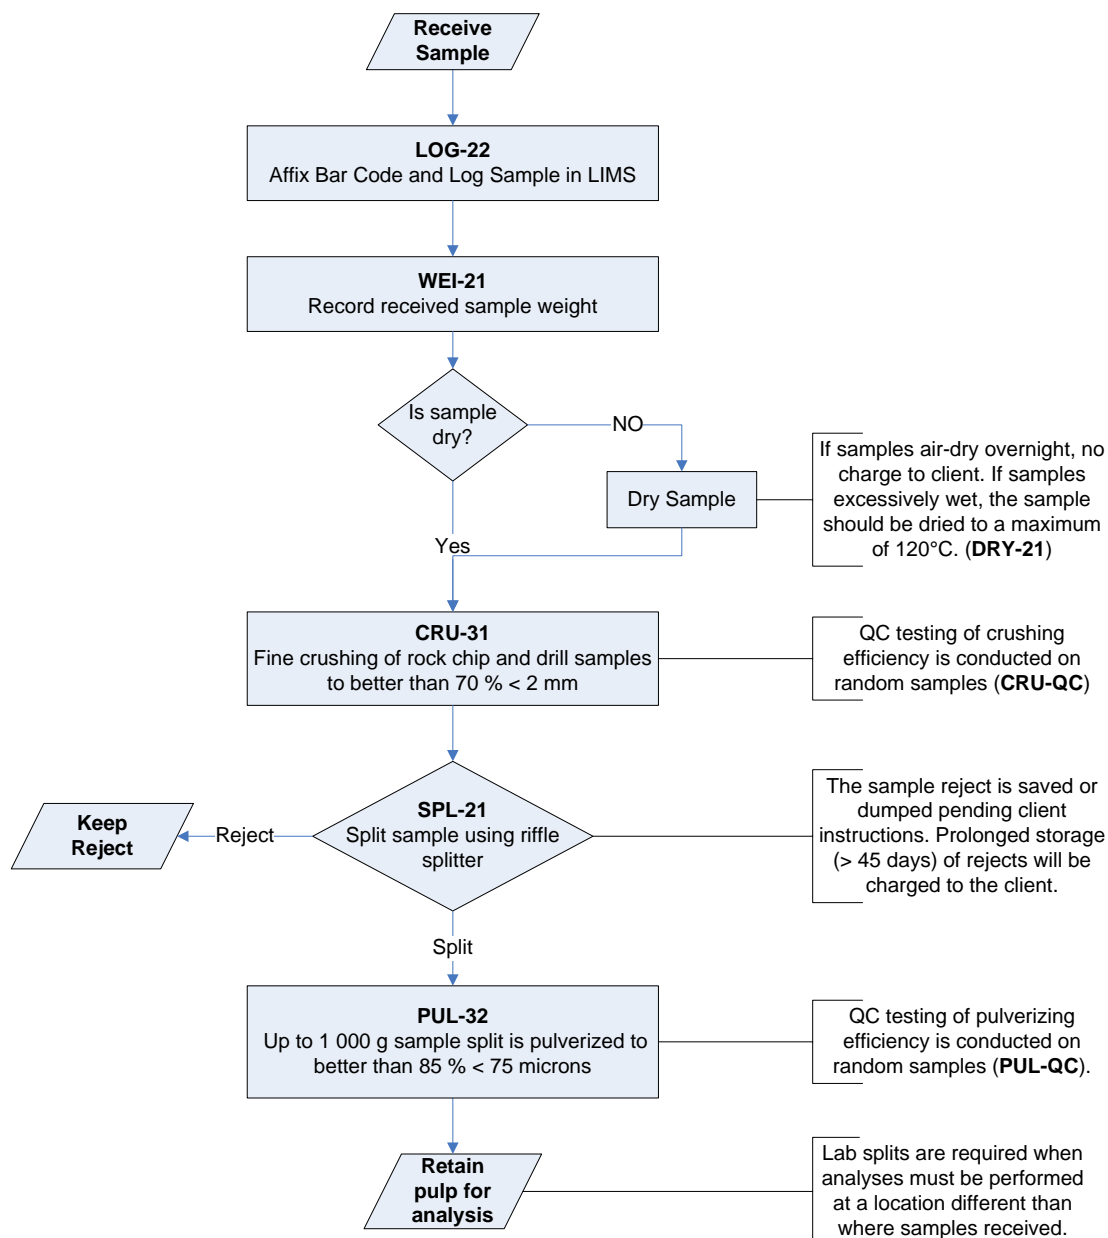 Receive
Sample
LOG-22
Affix Bar Code and Log Sample in LIMS
WEI-21
Record received sample weight
Is sample
dry?
NO
Dry Sample
If samples air-dry overnight, no
charge to client. If samples
excessively wet, the sample
should be dried to a maximum
of 120°C. (DRY-21)
Yes
CRU-31
Fine crushing of rock chip and drill samples
to better than 70 % < 2 mm
QC testing of crushing
efficiency is conducted on
random samples (CRU-QC)
Keep
Reject
Reject
SPL-21
Split sample using riffle
splitter
The sample reject is saved or
dumped pending client
instructions. Prolonged storage
(> 45 days) of rejects will be
charged to the client.
Split
PUL-32
Up to 1 000 g sample split is pulverized to
better than 85 % < 75 microns
QC testing of pulverizing
efficiency is conducted on
random samples (PUL-QC).
Retain
pulp for
analysis
Lab splits are required when
analyses must be performed
at a location different than
where samples received.